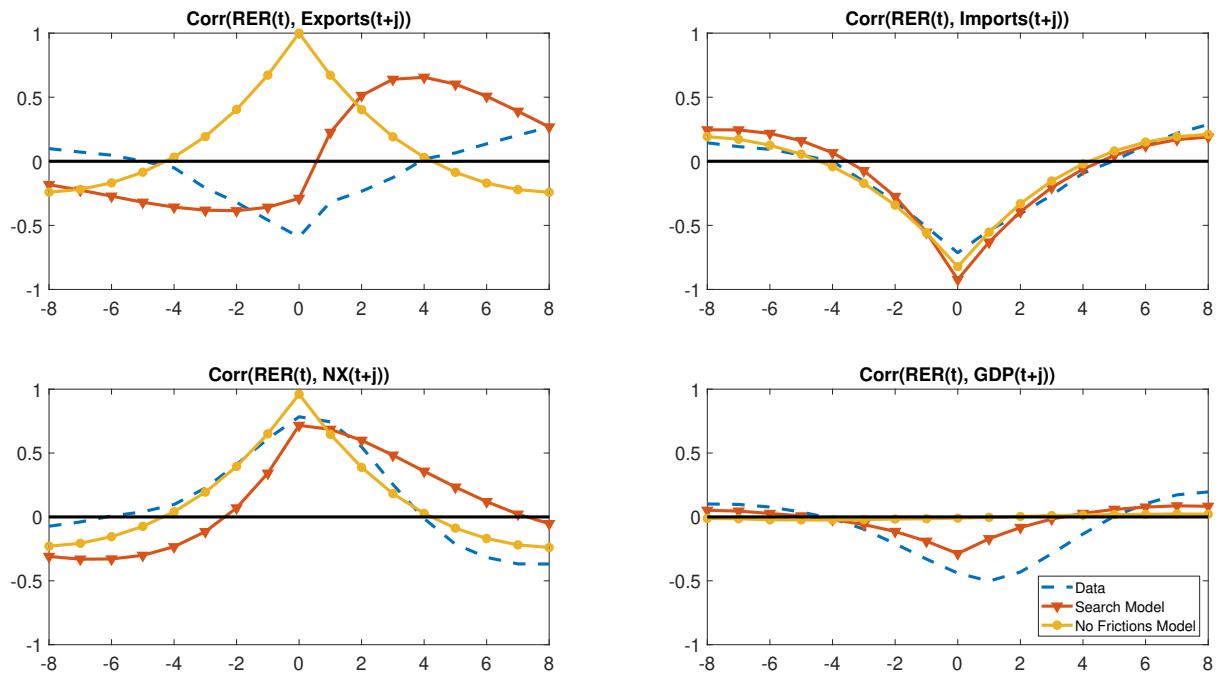 Corr(RER(t), Exports(t+j))
1
0.5
0
-0.5
-1
-8 -6 -4 -2 0 2 4 6 8
Corr(RER(t), Imports(t+j))
1
0.5
0
-0.5
-1
-8 -6 -4 -2 0 2 4 6 8
Corr(RER(t), NX(t+j))
1
0.5
0
-0.5
-1
-8 -6 -4 -2 0 2 4 6 8
Corr(RER(t), GDP(t+j))
1
0.5
0
-0.5
-1
-8 -6 -4 -2 0 2 4 6 8
Data
Search Model
No Frictions Model